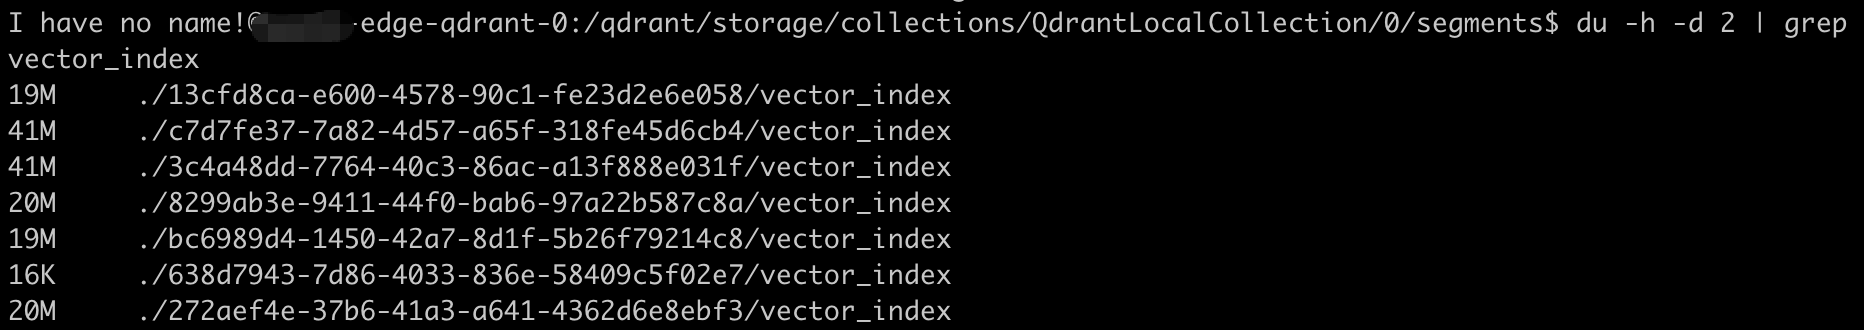 I have no name!@-edge-qdrant-0:/qdrant/storage/collections/QdrantLocalCollection/0/segments$ du -h -d 2 | grep
vector_index
19M ./13cfd8ca-e600-4578-90c1-fe23d2e6e058/vector_index
41M ./c7d7fe37-7a82-4d57-a65f-318fe45d6cb4/vector_index
41M ./3c4a48dd-7764-40c3-86ac-a13f888e031f/vector_index
20M ./8299ab3e-9411-44f0-bab6-97a22b587c8a/vector_index
19M ./bc6989d4-1450-42a7-8d1f-5b26f79214c8/vector_index
16K ./638d7943-7d86-4033-836e-58409c5f02e7/vector_index
20M ./272aef4e-37b6-41a3-a641-4362d6e8ebf3/vector_index